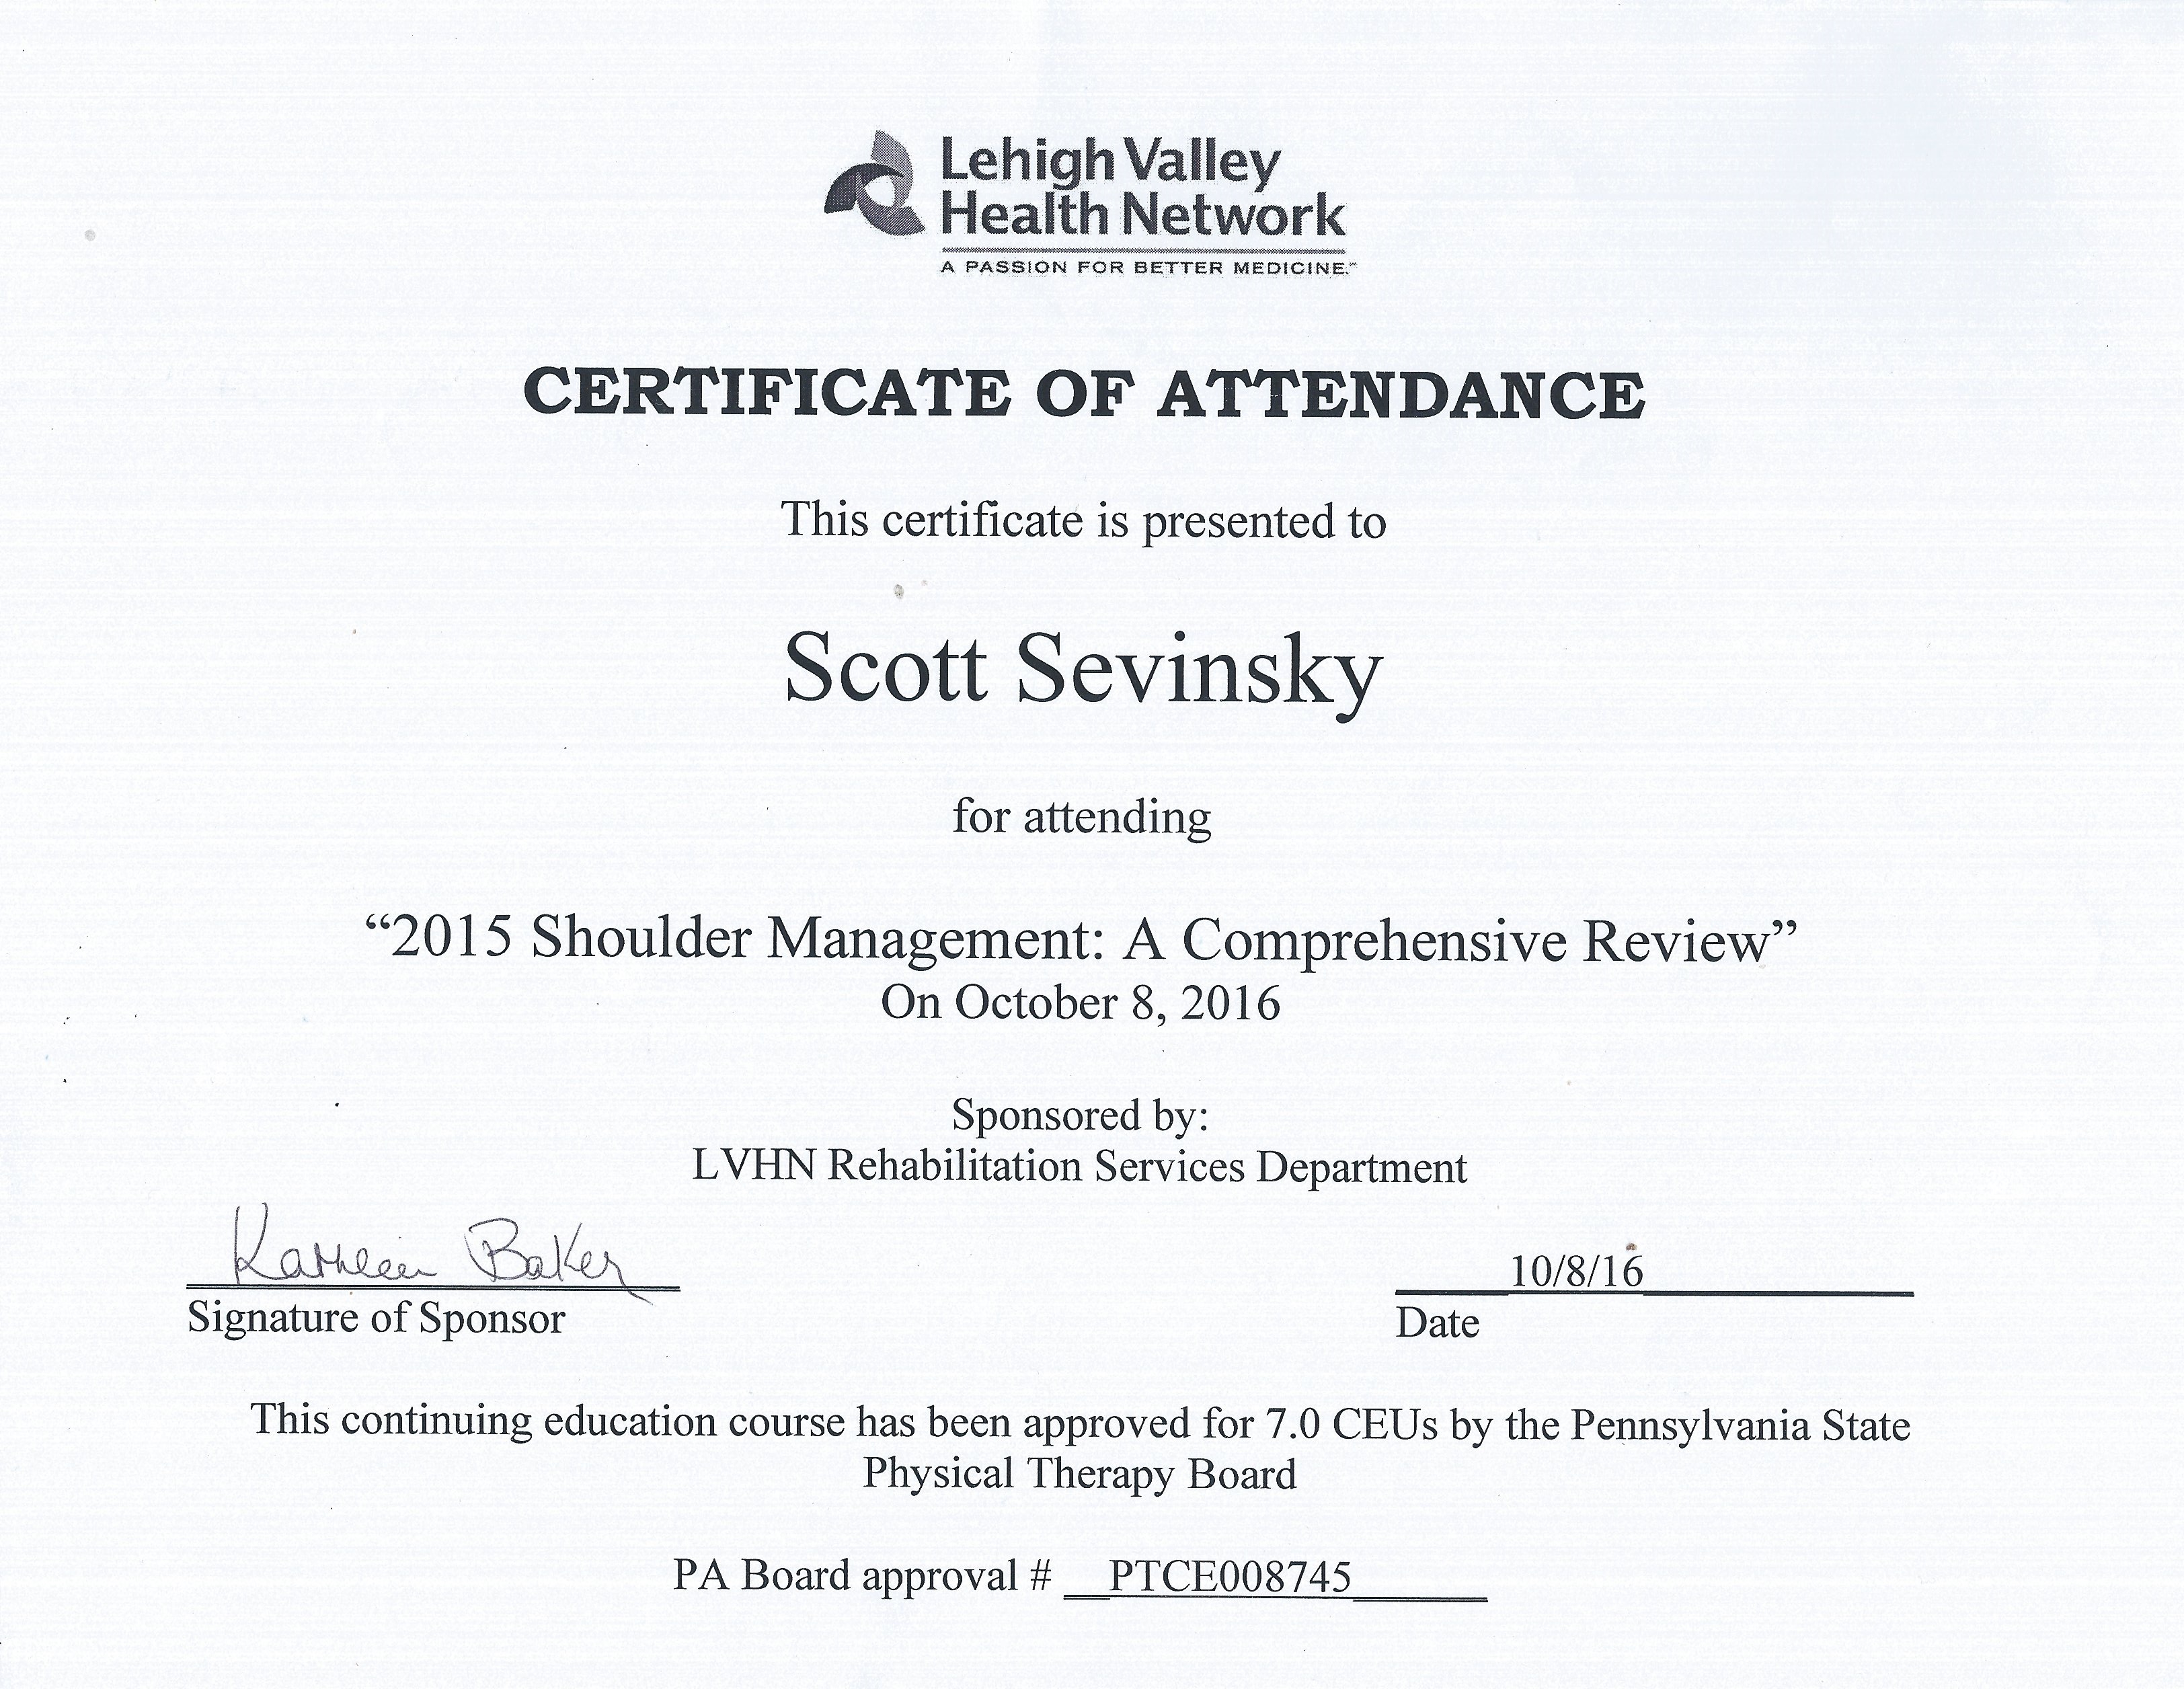 Lehigh Valley
Health Network
A PASSION FOR BETTER MEDICINE.™
CERTIFICATE OF ATTENDANCE
This certificate is presented to
Scott Sevinsky
for attending
“2015 Shoulder Management: A Comprehensive Review”
On October 8, 2016
Sponsored by:
LVHN Rehabilitation Services Department
Kathleen Baker
10/8/16
Signature of Sponsor
Date
This continuing education course has been approved for 7.0 CEUs by the Pennsylvania State
Physical Therapy Board
PA Board approval # PTCE008745